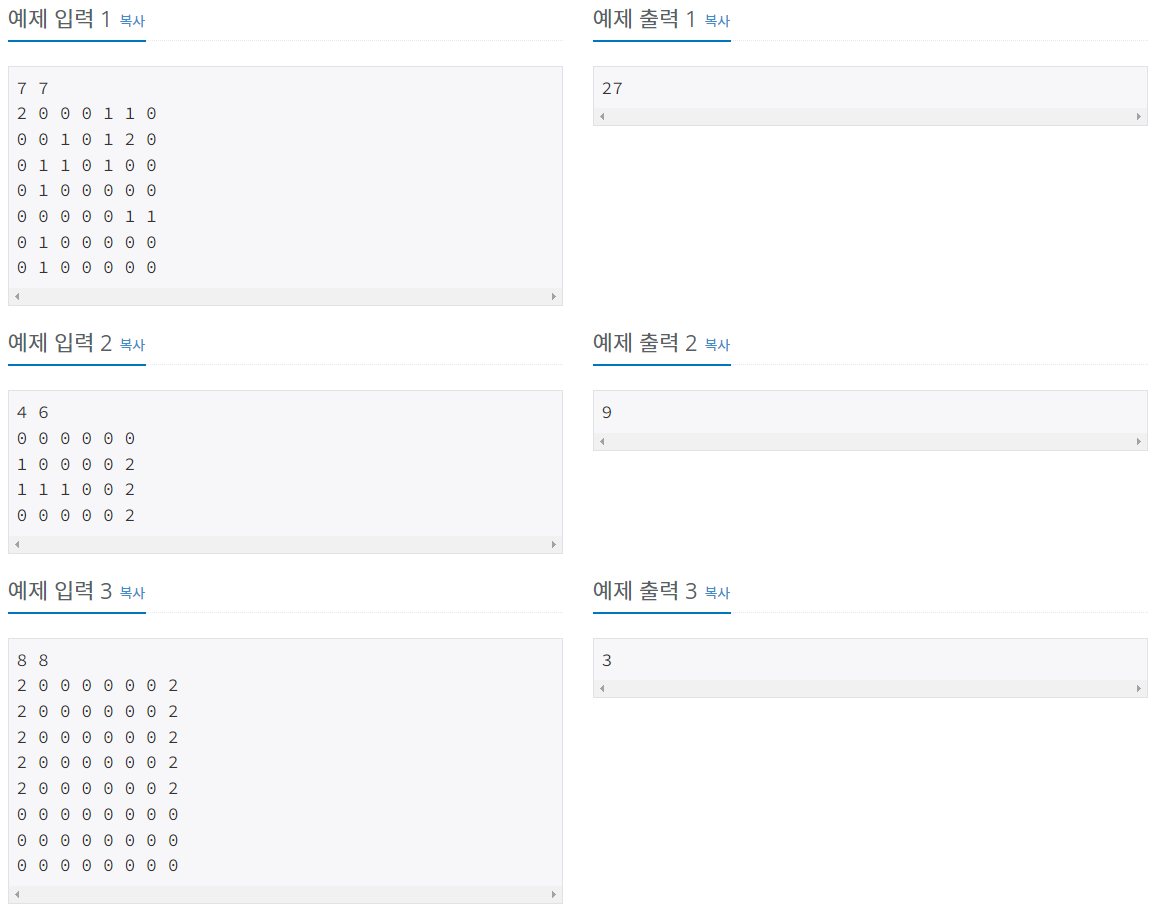 예제 입력 1 복사
7 7
2 0 0 0 1 1 0
0 0 1 0 1 2 0
0 1 1 0 1 0 0
0 1 0 0 0 0 0
0 0 0 0 0 1 1
0 1 0 0 0 0 0
0 1 0 0 0 0 0
예제 출력 1 복사
27
예제 입력 2 복사
4 6
0 0 0 0 0 0
1 0 0 0 0 2
1 1 1 0 0 2
0 0 0 0 0 2
예제 출력 2 복사
9
예제 입력 3 복사
8 8
2 0 0 0 0 0 0 2
2 0 0 0 0 0 0 2
2 0 0 0 0 0 0 2
2 0 0 0 0 0 0 2
2 0 0 0 0 0 0 2
0 0 0 0 0 0 0 0
0 0 0 0 0 0 0 0
0 0 0 0 0 0 0 0
예제 출력 3 복사
3